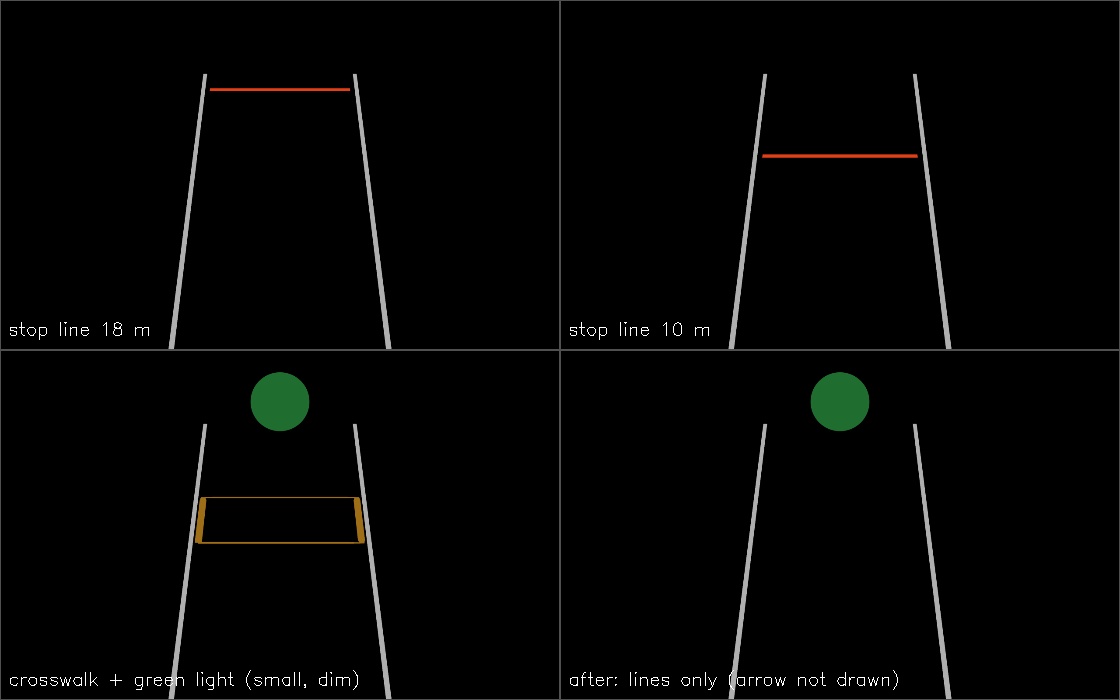 stop line 18 m
stop line 10 m
crosswalk + green light (small, dim)
after: lines only (arrow not drawn)